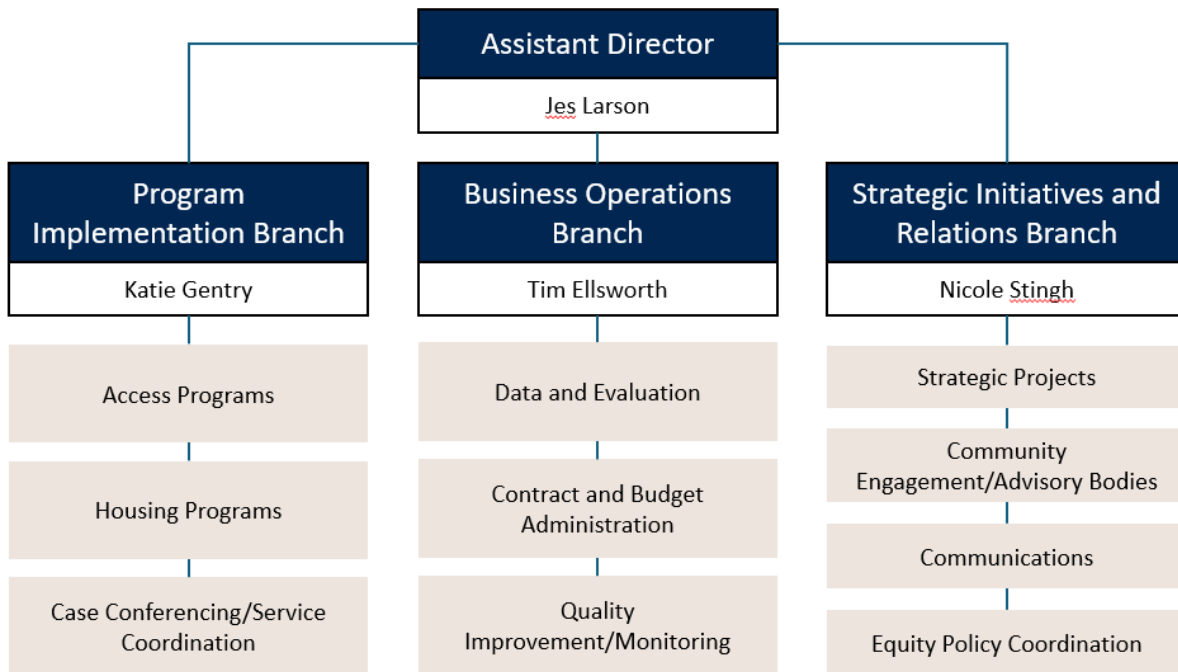 Assistant Director
Jes Larson
Program
Implementation Branch
Katie Gentry
Access Programs
Housing Programs
Case Conferencing/Service
Coordination
Business Operations
Branch
Tim Ellsworth
Data and Evaluation
Contract and Budget
Administration
Quality
Improvement/Monitoring
Strategic Initiatives and
Relations Branch
Nicole Stingh
Strategic Projects
Community
Engagement/Advisory Bodies
Communications
Equity Policy Coordination